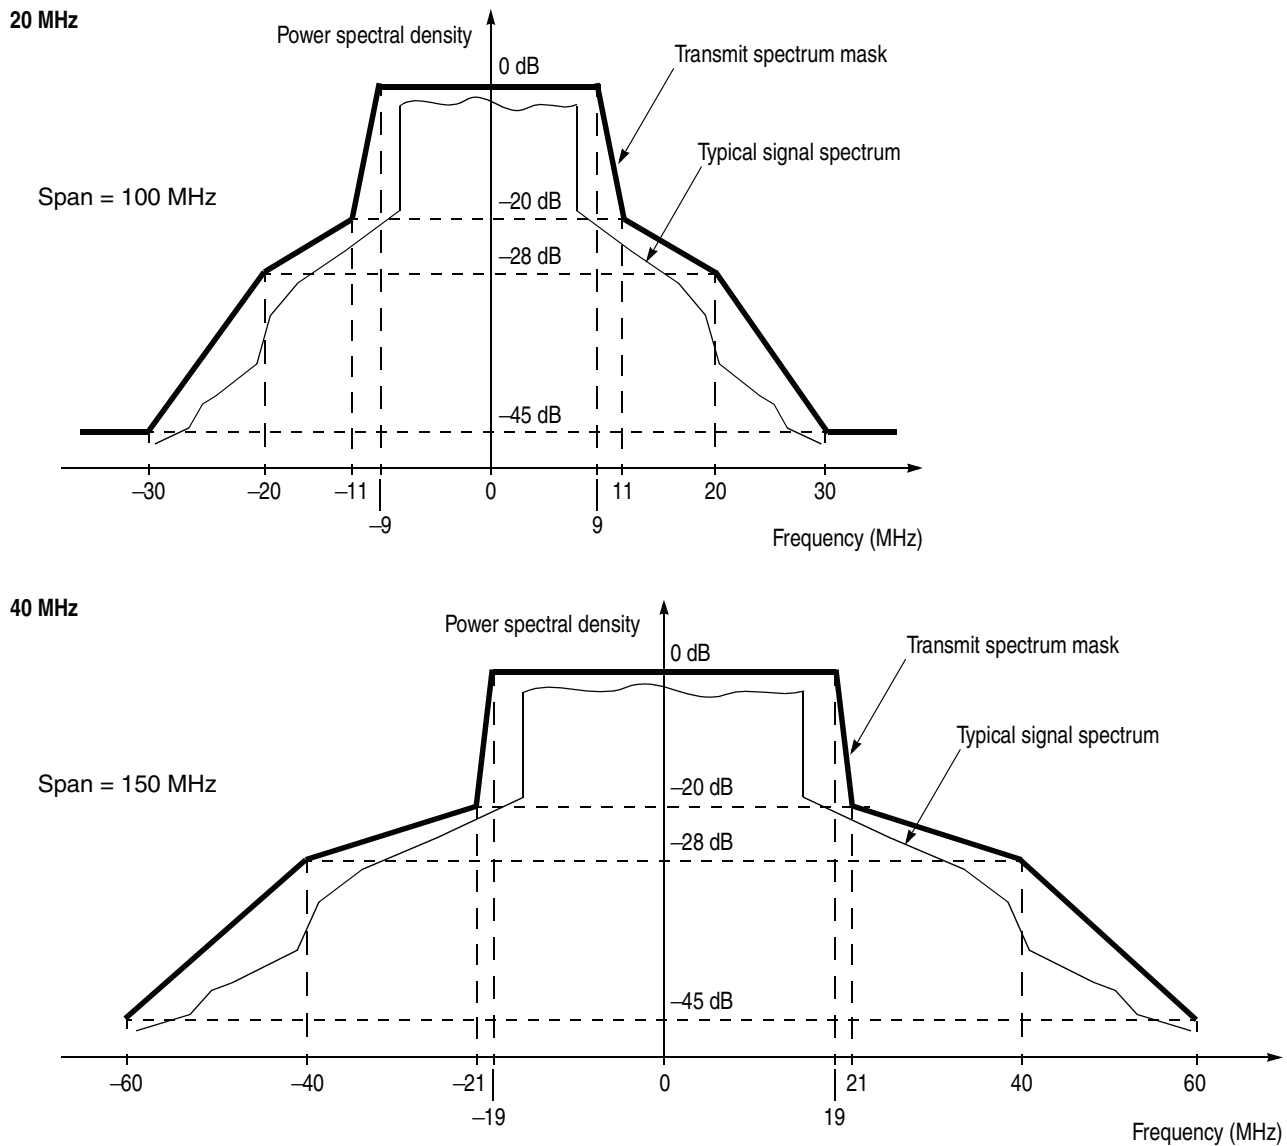 20 MHz
Power spectral density
0 dB
Transmit spectrum mask
Typical signal spectrum
Span = 100 MHz
–20 dB
–28 dB
–45 dB
–30 –20 –11 0 11 20 30
–9 9
Frequency (MHz)
40 MHz
Power spectral density
0 dB
Transmit spectrum mask
Typical signal spectrum
Span = 150 MHz
–20 dB
–28 dB
–45 dB
–60 –40 –21 0 21 40 60
–19 19
Frequency (MHz)